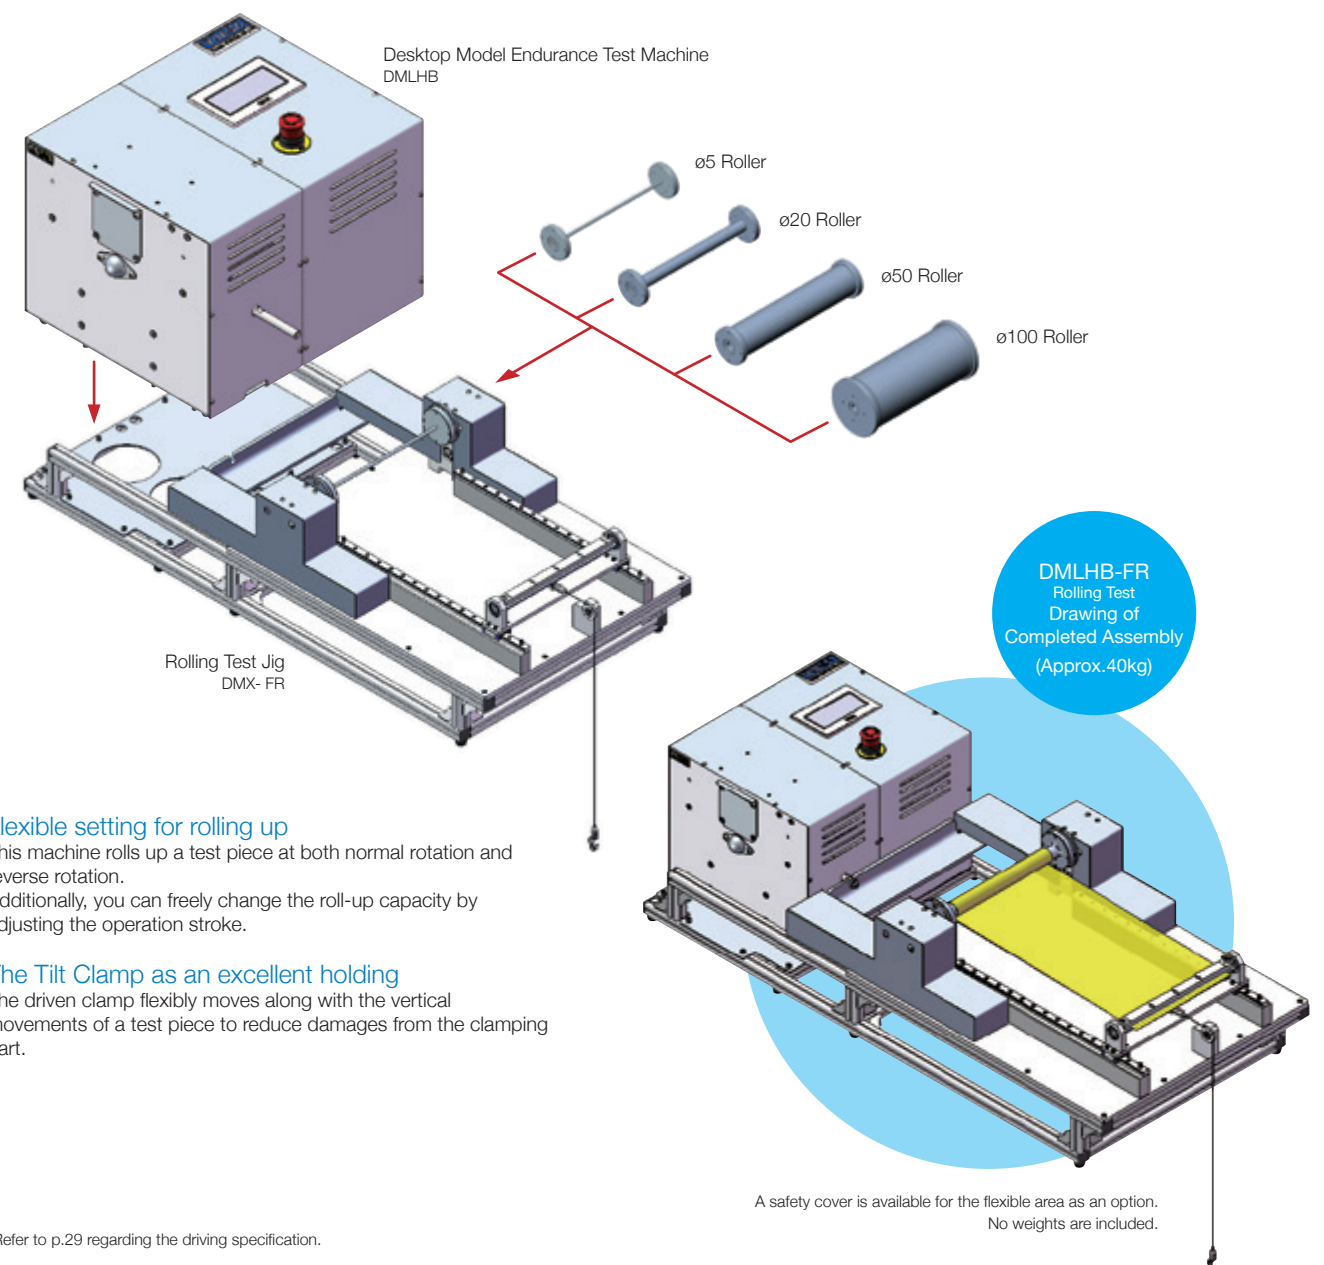 Desktop Model Endurance Test Machine
DMLHB
ø5 Roller
ø20 Roller
ø50 Roller
ø100 Roller
Rolling Test Jig
DMX- FR
DMLHB-FR
Rolling Test
Drawing of
Completed Assembly
(Approx.40kg)
lexible setting for rolling up
his machine rolls up a test piece at both normal rotation and
everse rotation.
dditionally, you can freely change the roll-up capacity by
djusting the operation stroke.
he Tilt Clamp as an excellent holding
he driven clamp flexibly moves along with the vertical
ovements of a test piece to reduce damages from the clamping
art.
A safety cover is available for the flexible area as an option.
No weights are included.
Refer to p.29 regarding the driving specification.